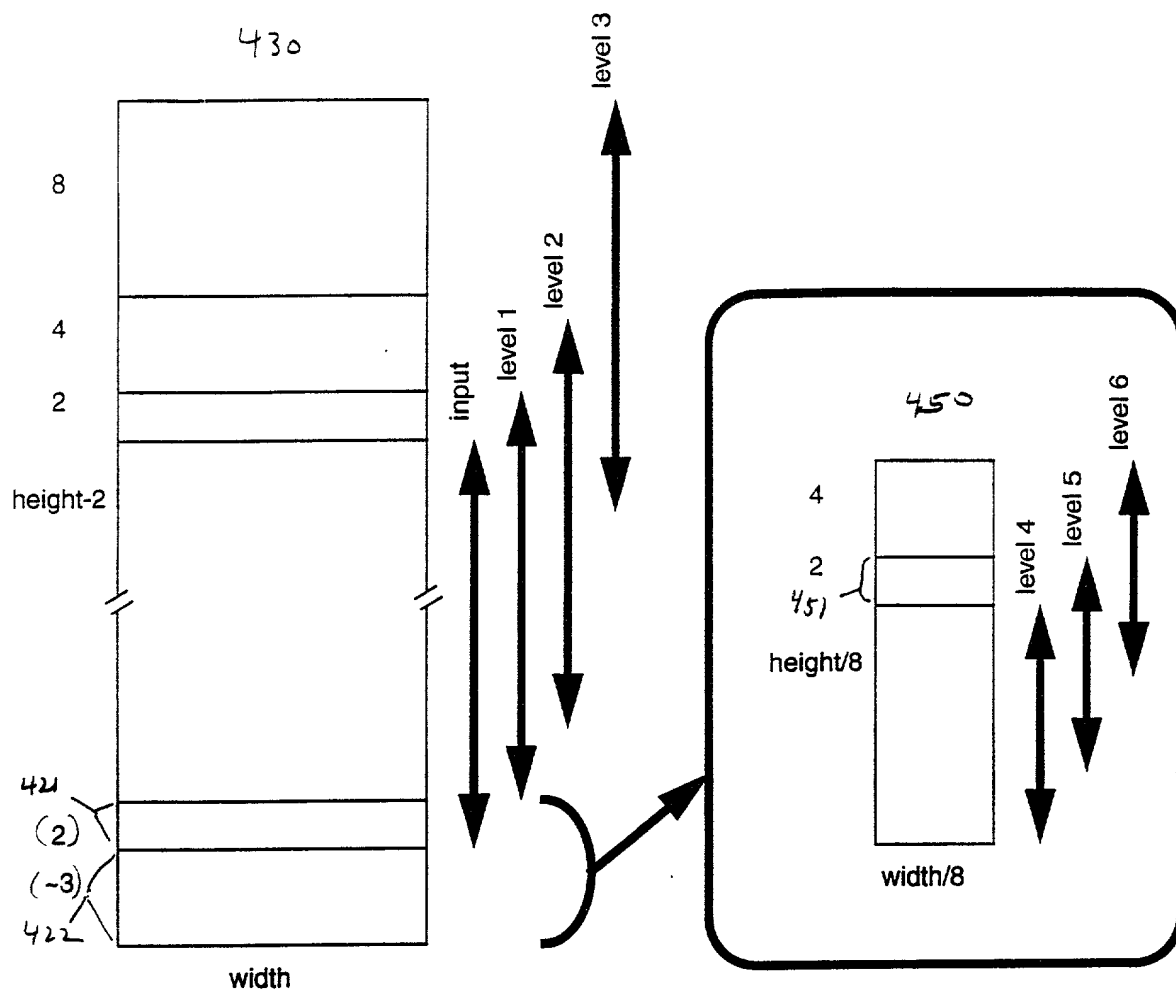 430
8
4
2
height-2
421
(2)
(~3)
422
width
input
level 1
level 2
level 3
450
4
2
451
height/8
width/8
level 4
level 5
level 6